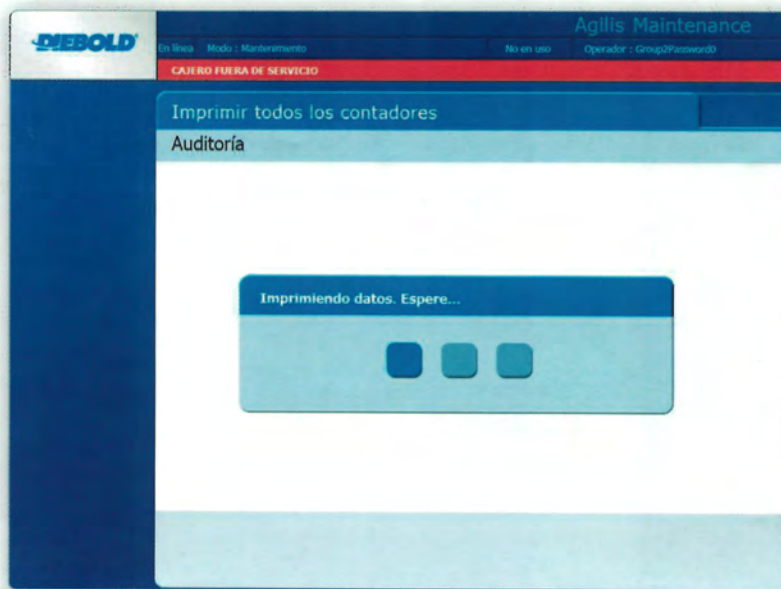 DIEBOLD
Agilis Maintenance
En línea Modo : Mantenimiento No en uso Operador : Group2Password0
CAJERO FUERA DE SERVICIO
Imprimir todos los contadores
Auditoría
Imprimiendo datos. Espere...